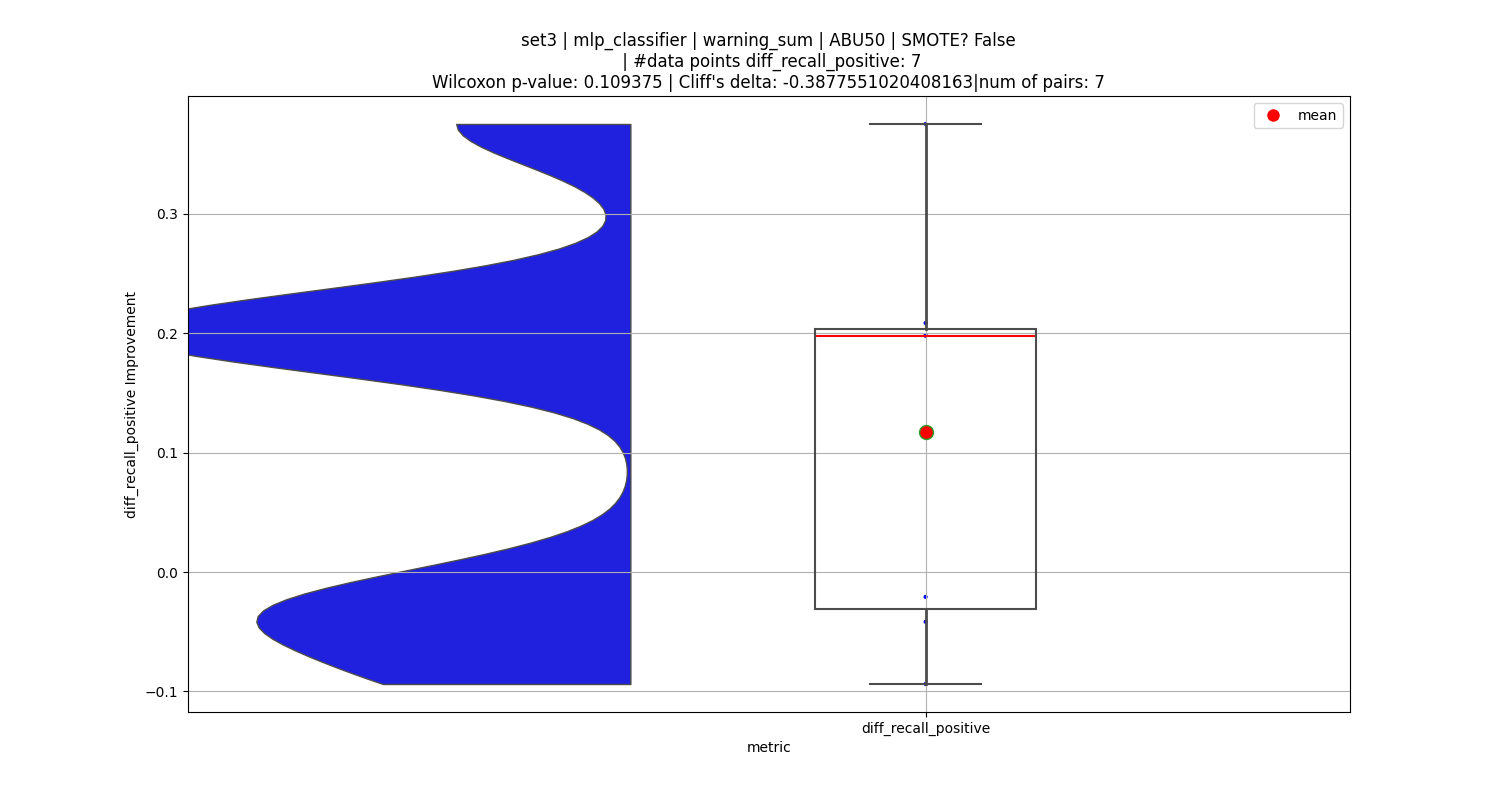 set3 | mlp_classifier | warning_sum | ABU50 | SMOTE? False
| #data points diff_recall_positive: 7
Wilcoxon p-value: 0.109375 | Cliff's delta: -0.3877551020408163|num of pairs: 7
mean
0.3
0.2
0.1
0.0
−0.1
diff_recall_positive Improvement
diff_recall_positive
metric